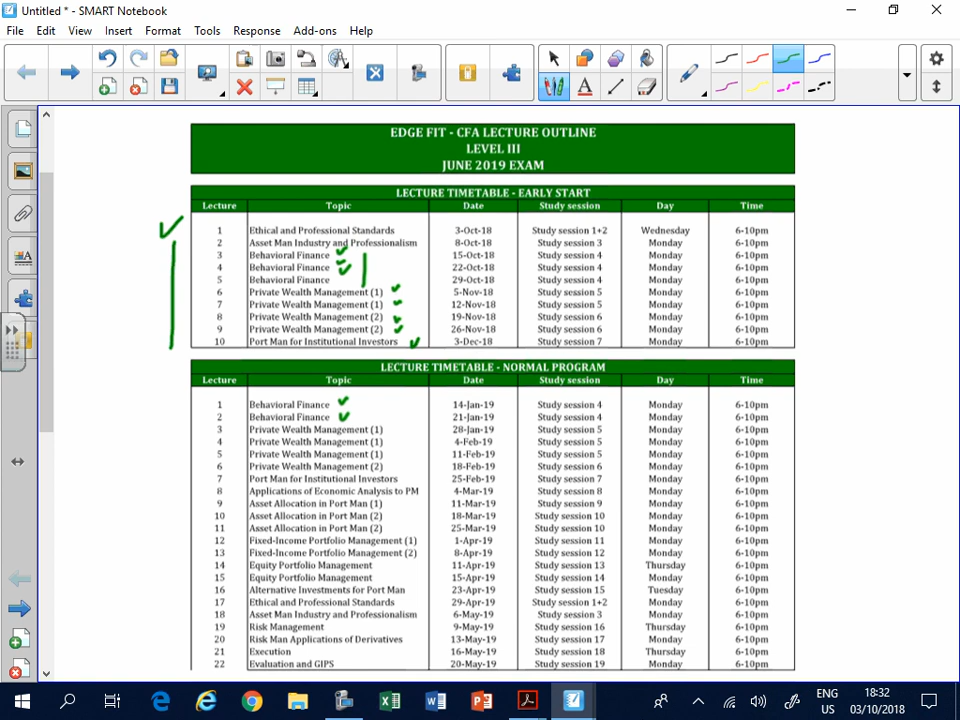 Untitled * - SMART Notebook
File Edit View Insert Format Tools Response Add-ons Help
EDGE FIT - CFA LECTURE OUTLINE
LEVEL III
JUNE 2019 EXAM
LECTURE TIMETABLE - EARLY START
Lecture Topic Date Study session Day Time
1 Ethical and Professional Standards 3-Oct-18 Study session 1+2 Wednesday 6-10pm
2 Asset Man Industry and Professionalism 8-Oct-18 Study session 3 Monday 6-10pm
3 Behavioral Finance 15-Oct-18 Study session 4 Monday 6-10pm
4 Behavioral Finance 22-Oct-18 Study session 4 Monday 6-10pm
5 Behavioral Finance 29-Oct-18 Study session 4 Monday 6-10pm
6 Private Wealth Management (1) 5-Nov-18 Study session 5 Monday 6-10pm
7 Private Wealth Management (1) 12-Nov-18 Study session 5 Monday 6-10pm
8 Private Wealth Management (2) 19-Nov-18 Study session 6 Monday 6-10pm
9 Private Wealth Management (2) 26-Nov-18 Study session 6 Monday 6-10pm
10 Port Man for Institutional Investors 3-Dec-18 Study session 7 Monday 6-10pm
LECTURE TIMETABLE - NORMAL PROGRAM
Lecture Topic Date Study session Day Time
1 Behavioral Finance 14-Jan-19 Study session 4 Monday 6-10pm
2 Behavioral Finance 21-Jan-19 Study session 4 Monday 6-10pm
3 Private Wealth Management (1) 28-Jan-19 Study session 5 Monday 6-10pm
4 Private Wealth Management (1) 4-Feb-19 Study session 5 Monday 6-10pm
5 Private Wealth Management (1) 11-Feb-19 Study session 5 Monday 6-10pm
6 Private Wealth Management (2) 18-Feb-19 Study session 6 Monday 6-10pm
7 Port Man for Institutional Investors 25-Feb-19 Study session 7 Monday 6-10pm
8 Applications of Economic Analysis to PM 4-Mar-19 Study session 8 Monday 6-10pm
9 Asset Allocation in Port Man (1) 11-Mar-19 Study session 9 Monday 6-10pm
10 Asset Allocation in Port Man (2) 18-Mar-19 Study session 10 Monday 6-10pm
11 Asset Allocation in Port Man (2) 25-Mar-19 Study session 10 Monday 6-10pm
12 Fixed-Income Portfolio Management (1) 1-Apr-19 Study session 11 Monday 6-10pm
13 Fixed-Income Portfolio Management (2) 8-Apr-19 Study session 12 Monday 6-10pm
14 Equity Portfolio Management 11-Apr-19 Study session 13 Thursday 6-10pm
15 Equity Portfolio Management 15-Apr-19 Study session 14 Monday 6-10pm
16 Alternative Investments for Port Man 23-Apr-19 Study session 15 Tuesday 6-10pm
17 Ethical and Professional Standards 29-Apr-19 Study session 1+2 Monday 6-10pm
18 Asset Man Industry and Professionalism 6-May-19 Study session 3 Monday 6-10pm
19 Risk Management 9-May-19 Study session 16 Thursday 6-10pm
20 Risk Man Applications of Derivatives 13-May-19 Study session 17 Monday 6-10pm
21 Execution 16-May-19 Study session 18 Thursday 6-10pm
22 Evaluation and GIPS 20-May-19 Study session 19 Monday 6-10pm
ENG
US
18:32
03/10/2018